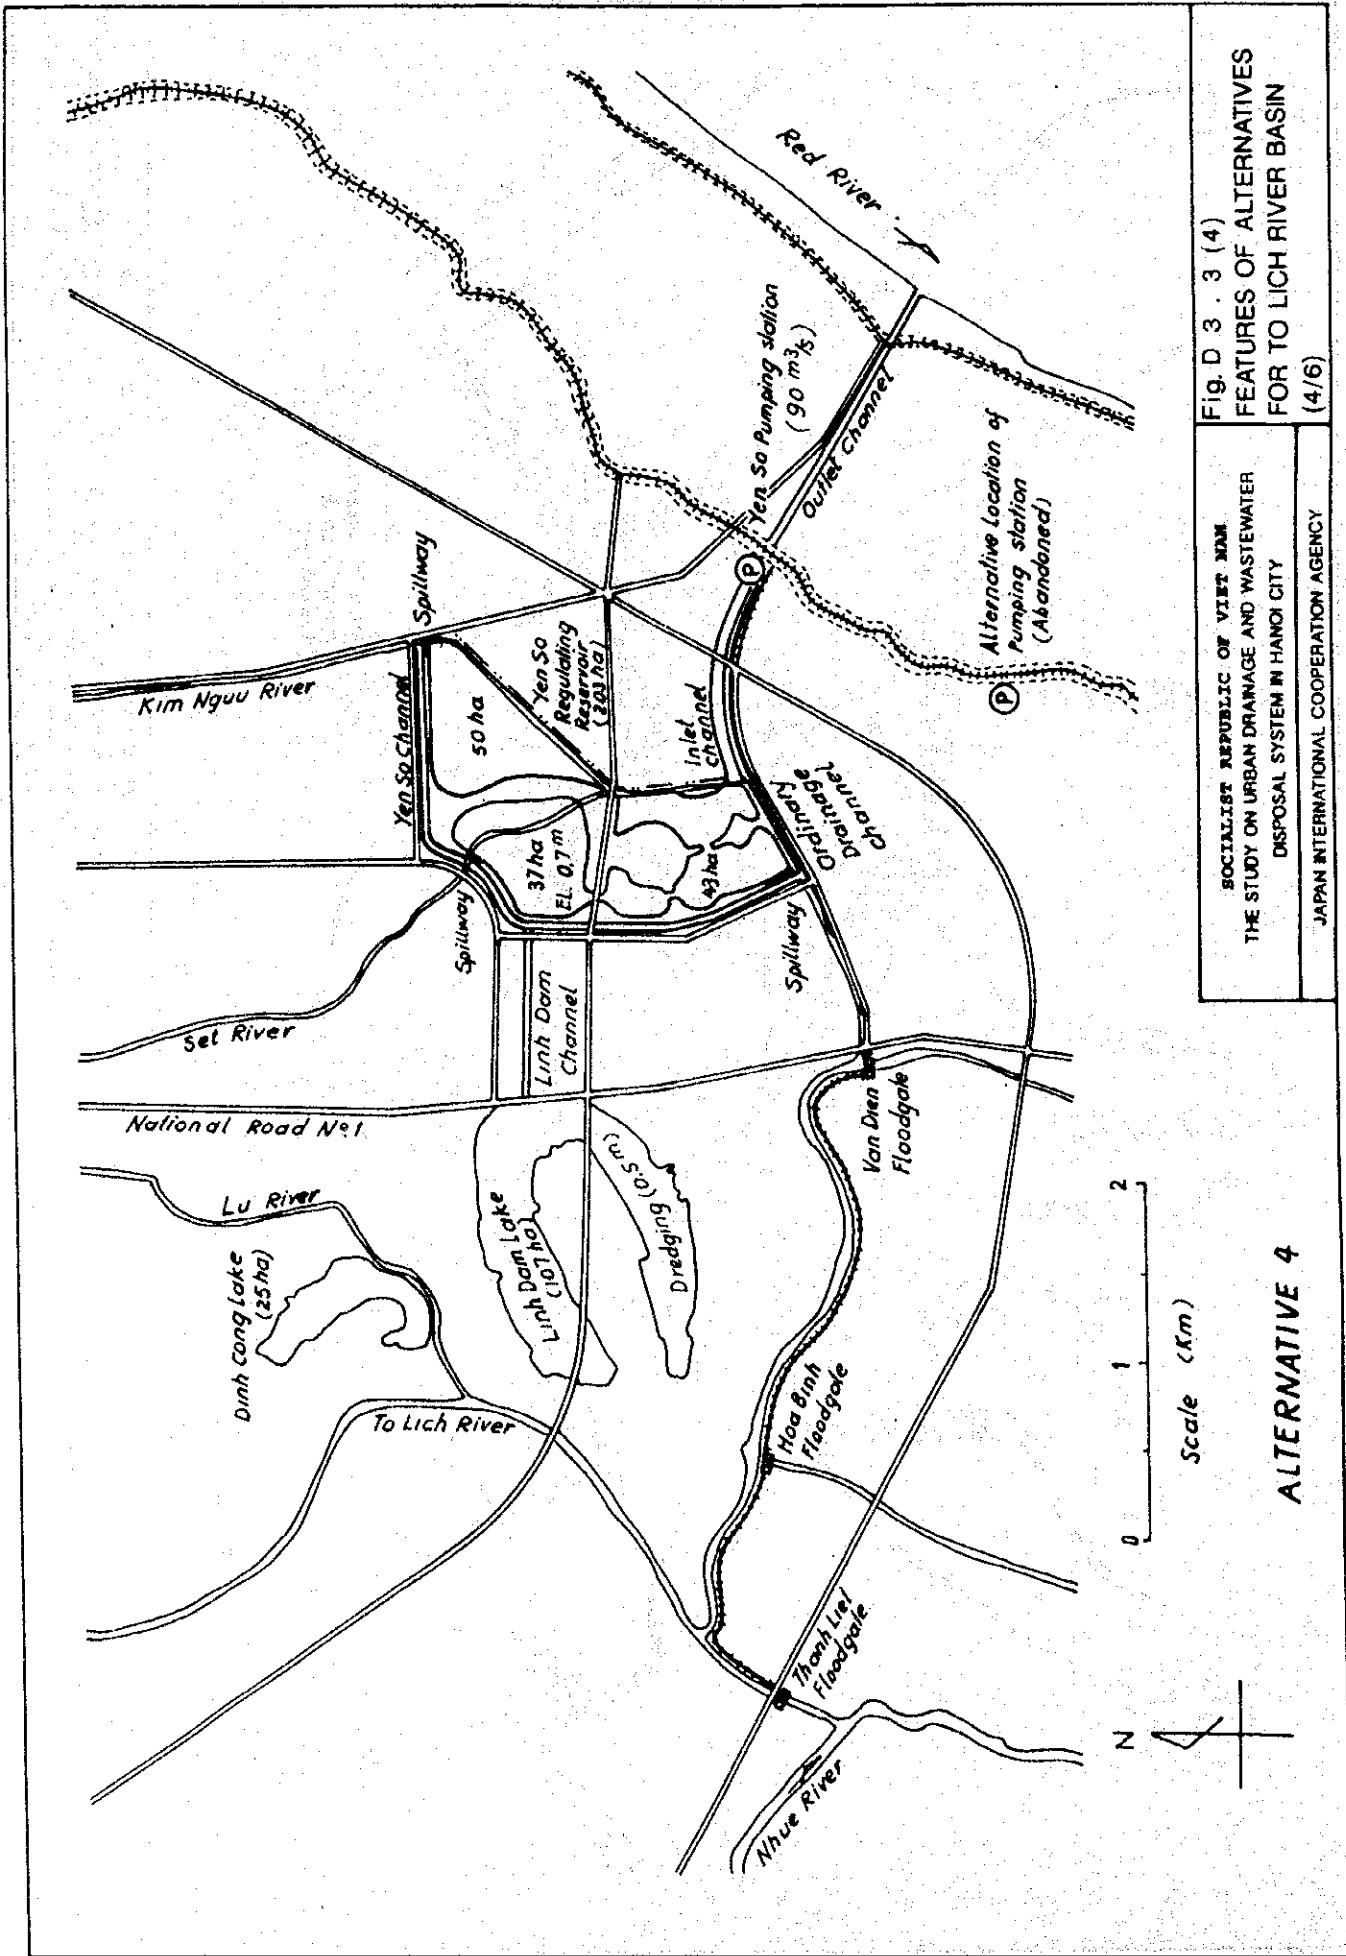 Kim Nguu River
Spillway
Yen So Channel
50 ha
Yen So
Regulating
Reservoir
(203 ha)
37 ha
EL. 0.7 m
43 ha
Spillway
Set River
Linh Dam
Channel
National Road No.1
Lu River
Dinh Cong Lake
(25 ha)
Linh Dam Lake
(107 ha)
Dredging (0.5 m)
To Lich River
Inlet
channel
Ordinary
Drainage
Channel
Spillway
Yen So Pumping station
(90 m³/s)
P
Outlet Channel
Red River
Alternative Location of
Pumping station
(Abandoned)
P
Van Dien
Floodgate
Hoa Binh
Floodgate
Thanh Liet
Floodgate
Nhue River
N
0 1 2
Scale (Km)
ALTERNATIVE 4
SOCIALIST REPUBLIC OF VIET NAM
THE STUDY ON URBAN DRAINAGE AND WASTEWATER
DISPOSAL SYSTEM IN HANOI CITY
JAPAN INTERNATIONAL COOPERATION AGENCY
Fig. D 3 . 3 (4)
FEATURES OF ALTERNATIVES
FOR TO LICH RIVER BASIN
(4/6)